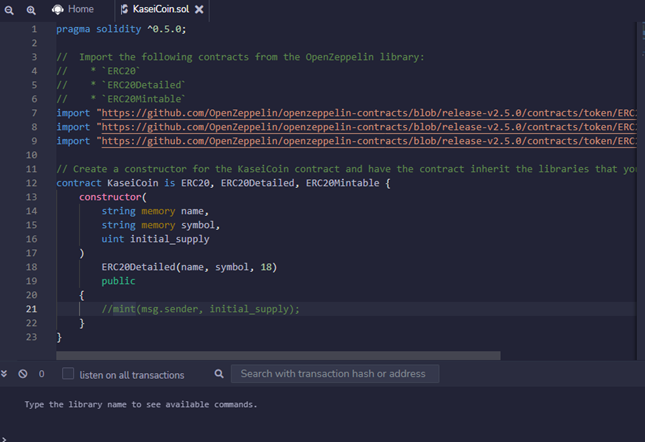 Home
KaseiCoin.sol
1 pragma solidity ^0.5.0;
2
3 //  Import the following contracts from the OpenZeppelin library:
4 //    * `ERC20`
5 //    * `ERC20Detailed`
6 //    * `ERC20Mintable`
7 import "https://github.com/OpenZeppelin/openzeppelin-contracts/blob/release-v2.5.0/contracts/token/ERC
8 import "https://github.com/OpenZeppelin/openzeppelin-contracts/blob/release-v2.5.0/contracts/token/ERC
9 import "https://github.com/OpenZeppelin/openzeppelin-contracts/blob/release-v2.5.0/contracts/token/ERC
10
11 // Create a constructor for the KaseiCoin contract and have the contract inherit the libraries that yo
12 contract KaseiCoin is ERC20, ERC20Detailed, ERC20Mintable {
13     constructor(
14         string memory name,
15         string memory symbol,
16         uint initial_supply
17     )
18         ERC20Detailed(name, symbol, 18)
19         public
20     {
21         //mint(msg.sender, initial_supply);
22     }
23 }
0 listen on all transactions Search with transaction hash or address
Type the library name to see available commands.
>